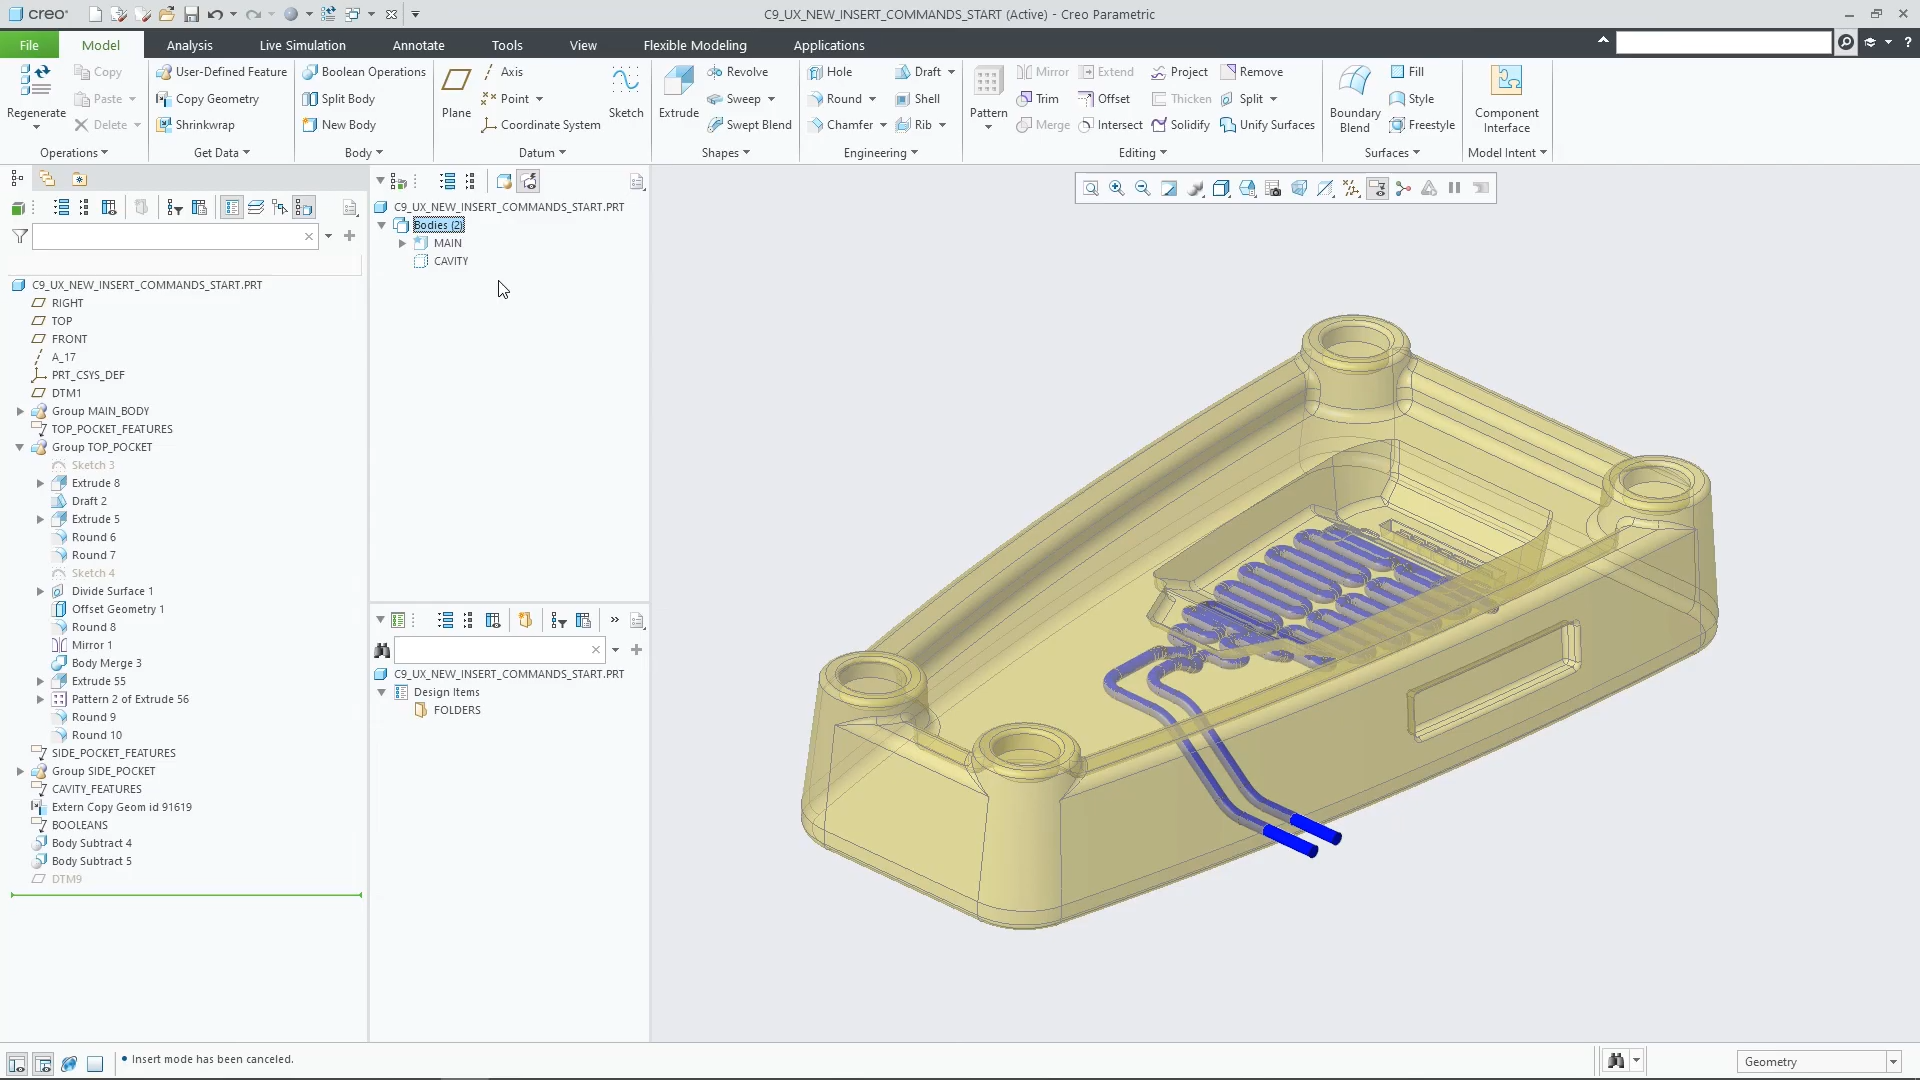 creo
C9_UX_NEW_INSERT_COMMANDS_START (Active) - Creo Parametric
File
Model
Analysis
Live Simulation
Annotate
Tools
View
Flexible Modeling
Applications
Regenerate
Copy
Paste
Delete
Operations
User-Defined Feature
Copy Geometry
Shrinkwrap
Get Data
Boolean Operations
Split Body
New Body
Body
Plane
Axis
Point
Coordinate System
Sketch
Datum
Extrude
Revolve
Sweep
Swept Blend
Shapes
Hole
Round
Chamfer
Draft
Shell
Rib
Engineering
Pattern
Mirror
Trim
Merge
Extend
Offset
Intersect
Project
Thicken
Solidify
Remove
Split
Unify Surfaces
Editing
Boundary
Blend
Fill
Style
Freestyle
Surfaces
Component
Interface
Model Intent
C9_UX_NEW_INSERT_COMMANDS_START.PRT
RIGHT
TOP
FRONT
A_17
PRT_CSYS_DEF
DTM1
Group MAIN_BODY
TOP_POCKET_FEATURES
Group TOP_POCKET
Sketch 3
Extrude 8
Draft 2
Extrude 5
Round 6
Round 7
Sketch 4
Divide Surface 1
Offset Geometry 1
Round 8
Mirror 1
Body Merge 3
Extrude 55
Pattern 2 of Extrude 56
Round 9
Round 10
SIDE_POCKET_FEATURES
Group SIDE_POCKET
CAVITY_FEATURES
Extern Copy Geom id 91619
BOOLEANS
Body Subtract 4
Body Subtract 5
DTM9
C9_UX_NEW_INSERT_COMMANDS_START.PRT
Bodies (2)
MAIN
CAVITY
C9_UX_NEW_INSERT_COMMANDS_START.PRT
Design Items
FOLDERS
Insert mode has been canceled.
Geometry